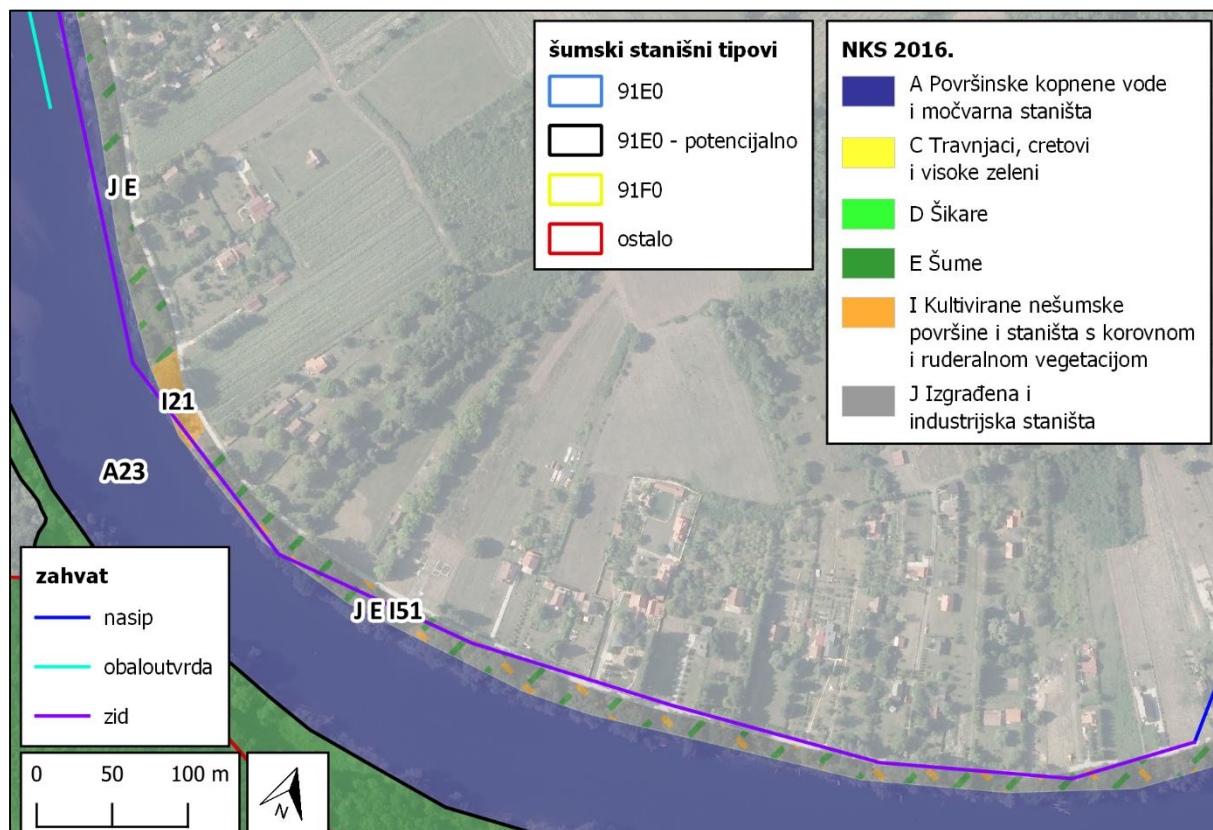 šumski stanišni tipovi
91E0
91E0 - potencijalno
91F0
ostalo
NKS 2016.
A Površinske kopnene vode
i močvarna staništa
C Travnjaci, cretovi
i visoke zeleni
D Šikare
E Šume
I Kultivirane nešumske
površine i staništa s korovnom
i ruderalnom vegetacijom
J Izgrađena i
industrijska staništa
J E
I21
A23
J E I51
zahvat
nasip
obaloutvrda
zid
0 50 100 m
N